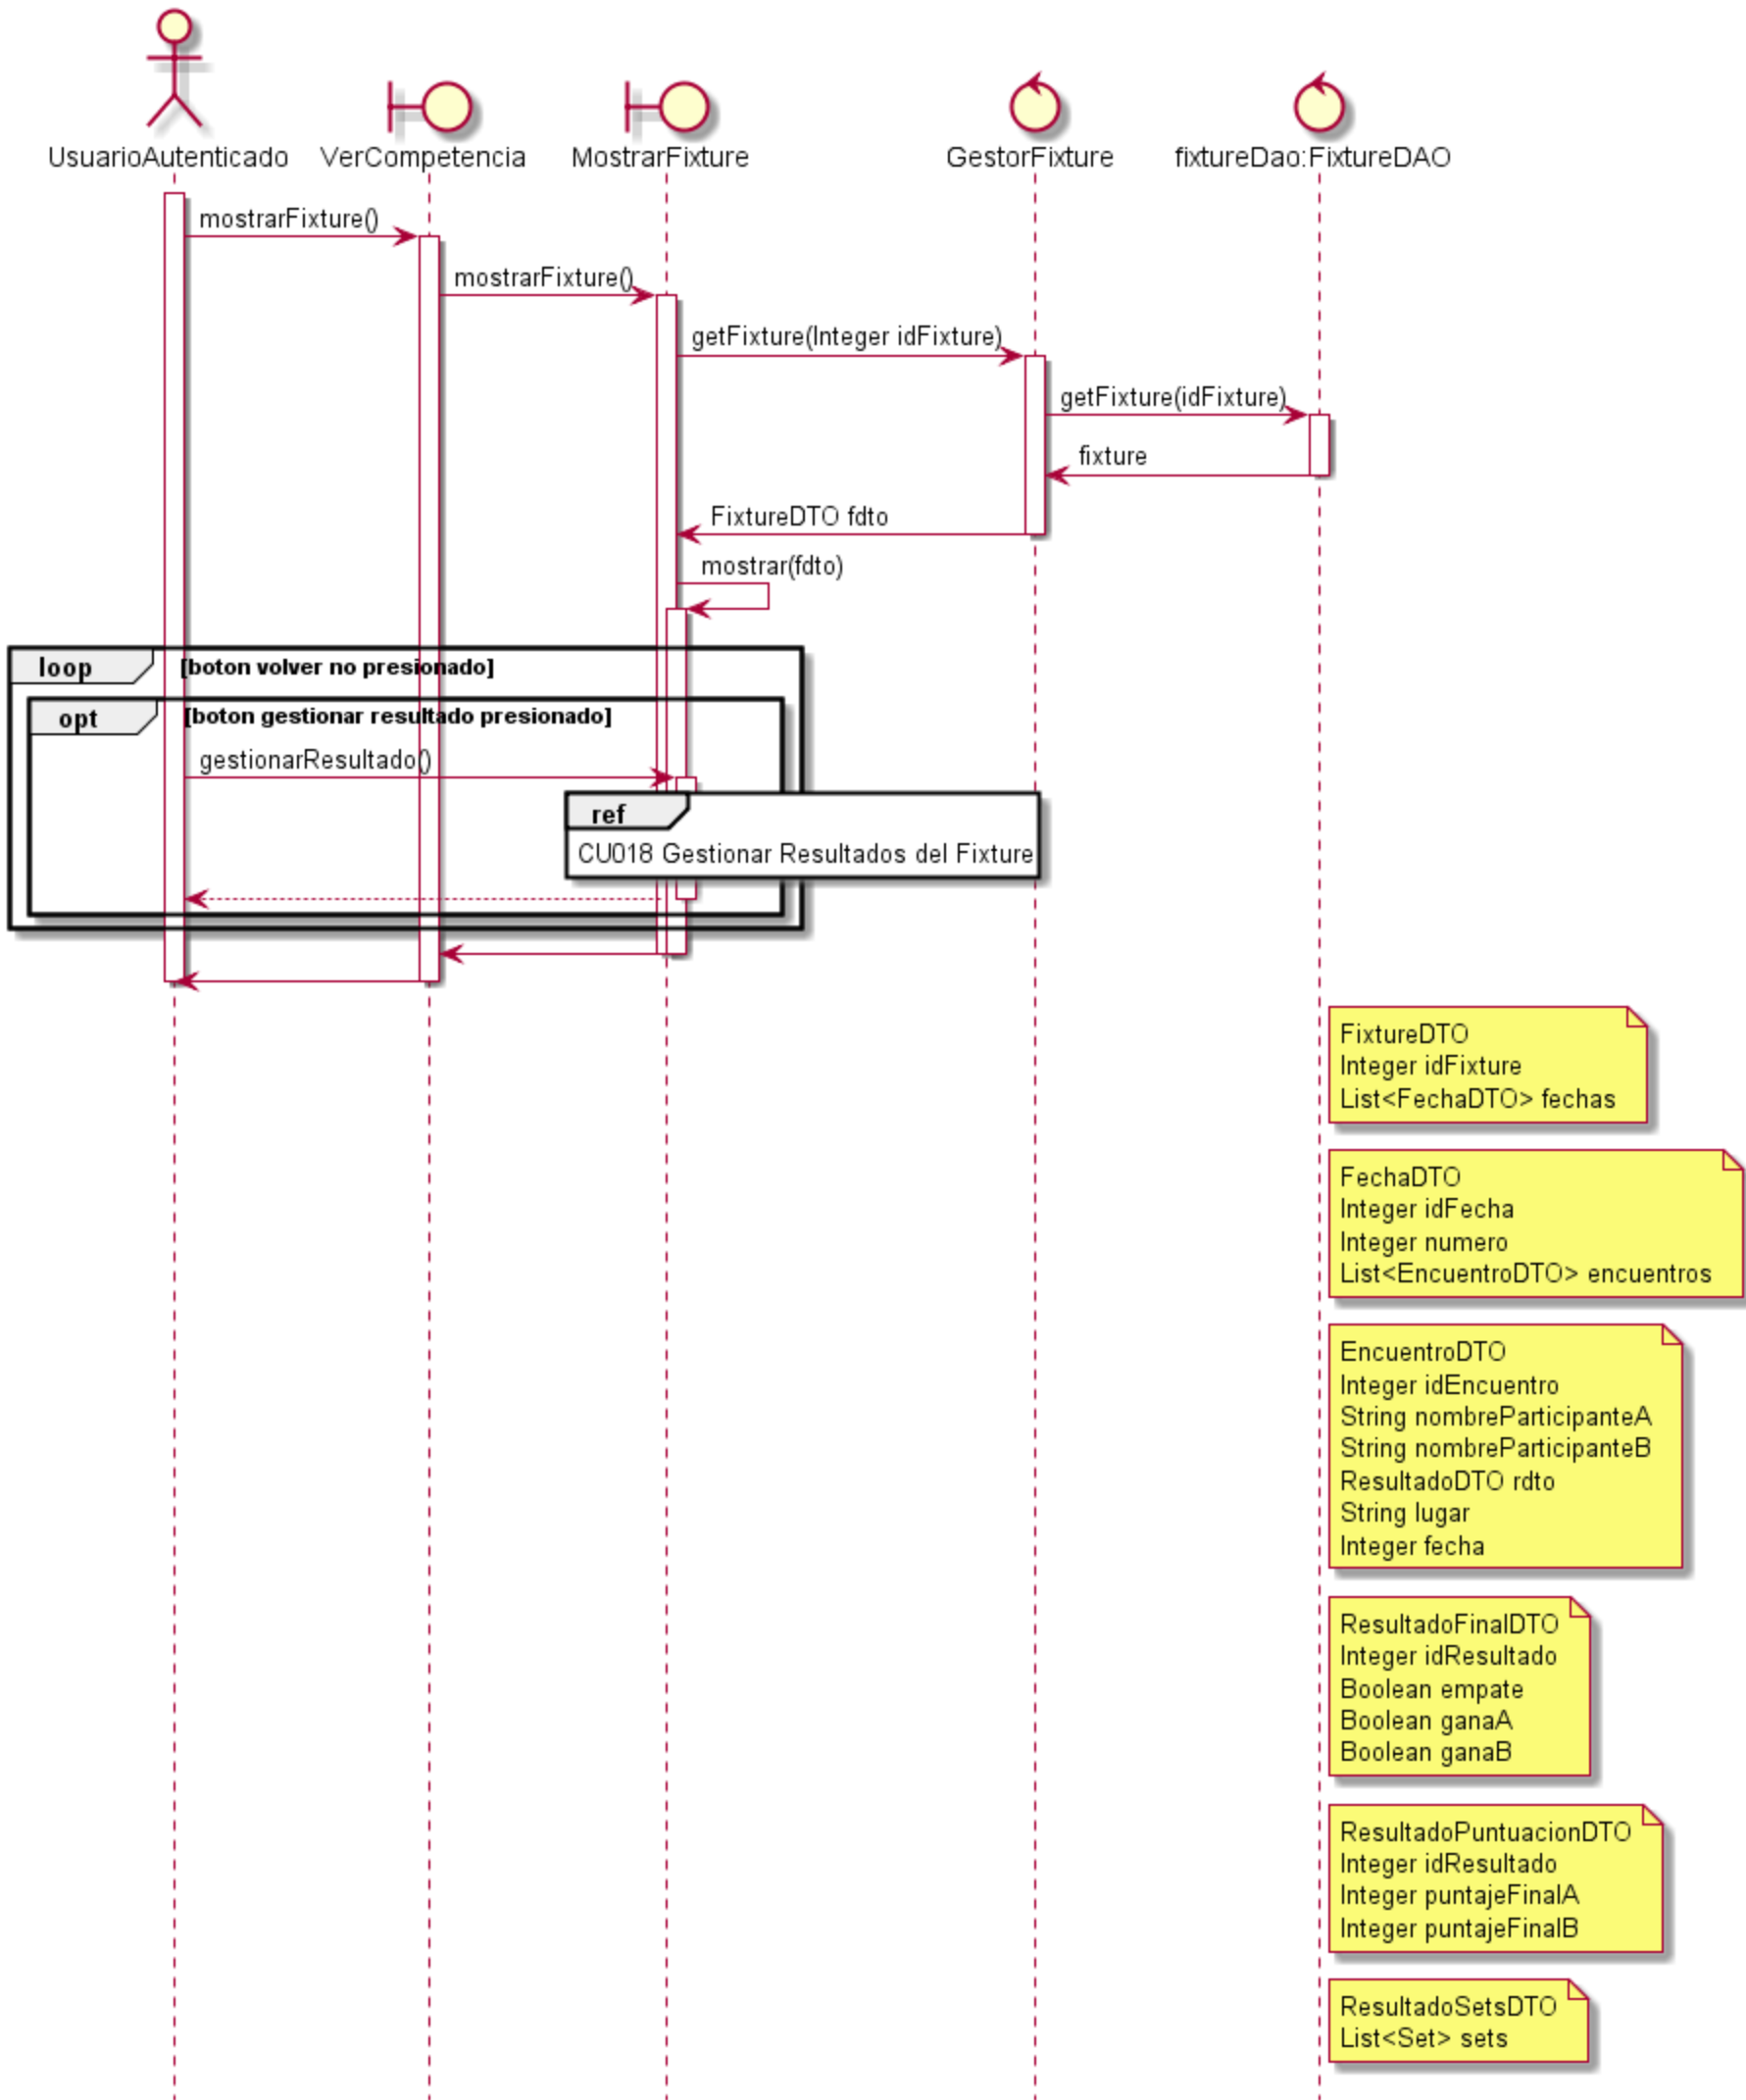 UsuarioAutenticado
VerCompetencia
MostrarFixture
GestorFixture
fixtureDao:FixtureDAO
mostrarFixture()
mostrarFixture()
getFixture(Integer idFixture)
getFixture(idFixture)
fixture
FixtureDTO fdto
mostrar(fdto)
loop
[boton volver no presionado]
opt
[boton gestionar resultado presionado]
gestionarResultado()
ref
CU018 Gestionar Resultados del Fixture
FixtureDTO
Integer idFixture
List<FechaDTO> fechas
FechaDTO
Integer idFecha
Integer numero
List<EncuentroDTO> encuentros
EncuentroDTO
Integer idEncuentro
String nombreParticipanteA
String nombreParticipanteB
ResultadoDTO rdto
String lugar
Integer fecha
ResultadoFinalDTO
Integer idResultado
Boolean empate
Boolean ganaA
Boolean ganaB
ResultadoPuntuacionDTO
Integer idResultado
Integer puntajeFinalA
Integer puntajeFinalB
ResultadoSetsDTO
List<Set> sets